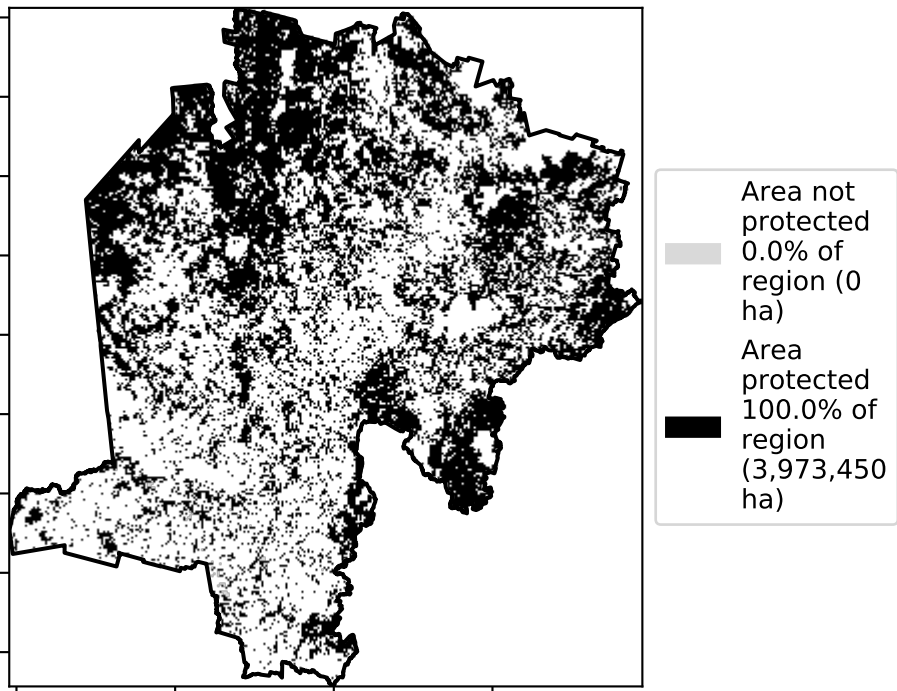 Area not
protected
0.0% of
region (0
ha)
Area
protected
100.0% of
region
(3,973,450
ha)